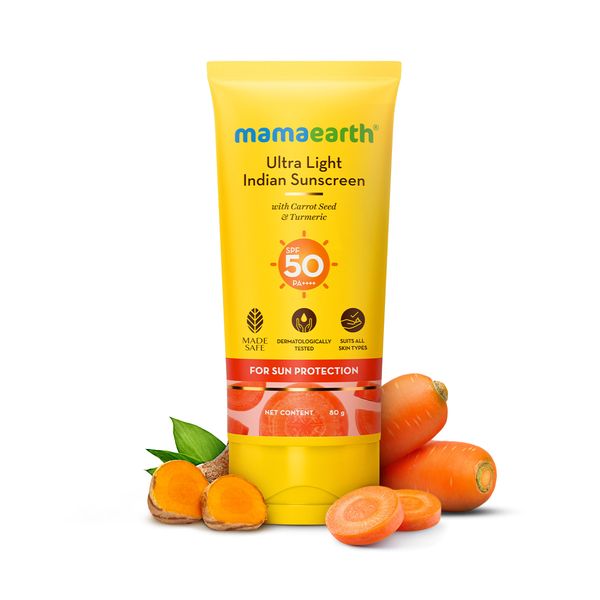 mamaearth®
Ultra Light
Indian Sunscreen
with Carrot Seed
& Turmeric
SPF
50
PA++++
MADE
SAFE
DERMATOLOGICALLY
TESTED
SUITS ALL
SKIN TYPES
FOR SUN PROTECTION
NET CONTENT 80 g